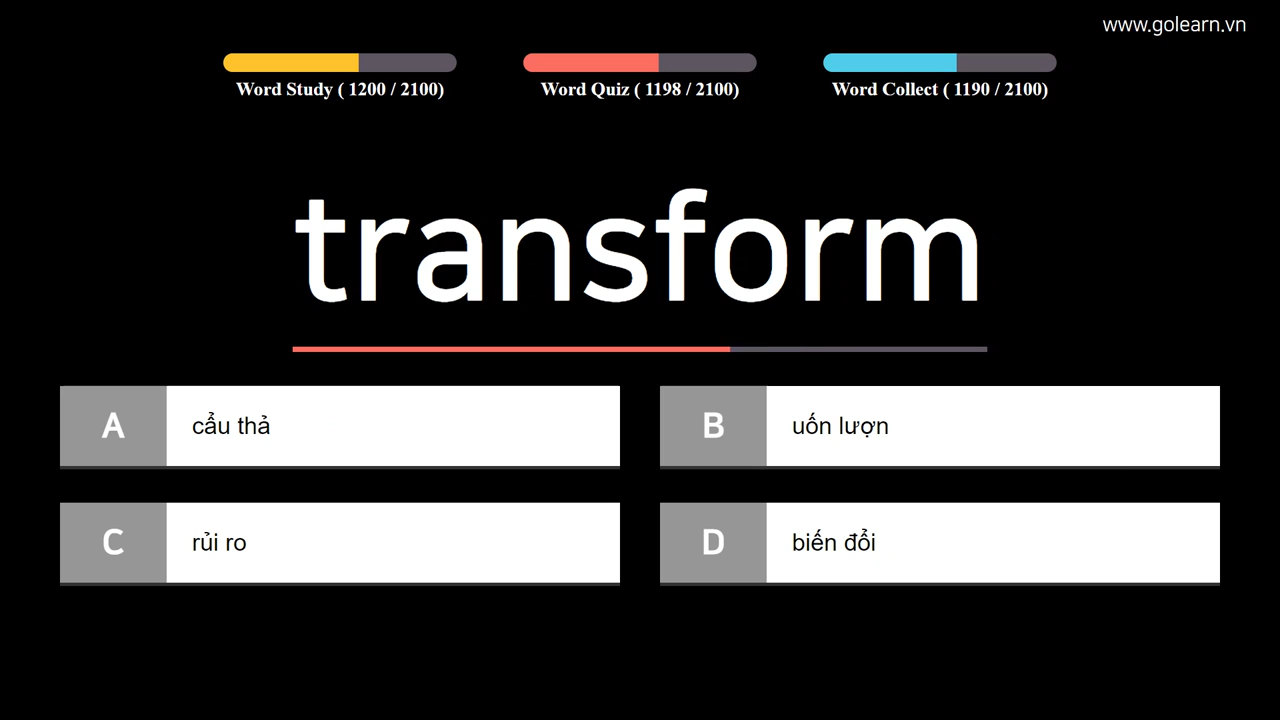 www.golearn.vn
Word Study ( 1200 / 2100)
Word Quiz ( 1198 / 2100)
Word Collect ( 1190 / 2100)
transform
A cẩu thả
B uốn lượn
C rủi ro
D biến đổi